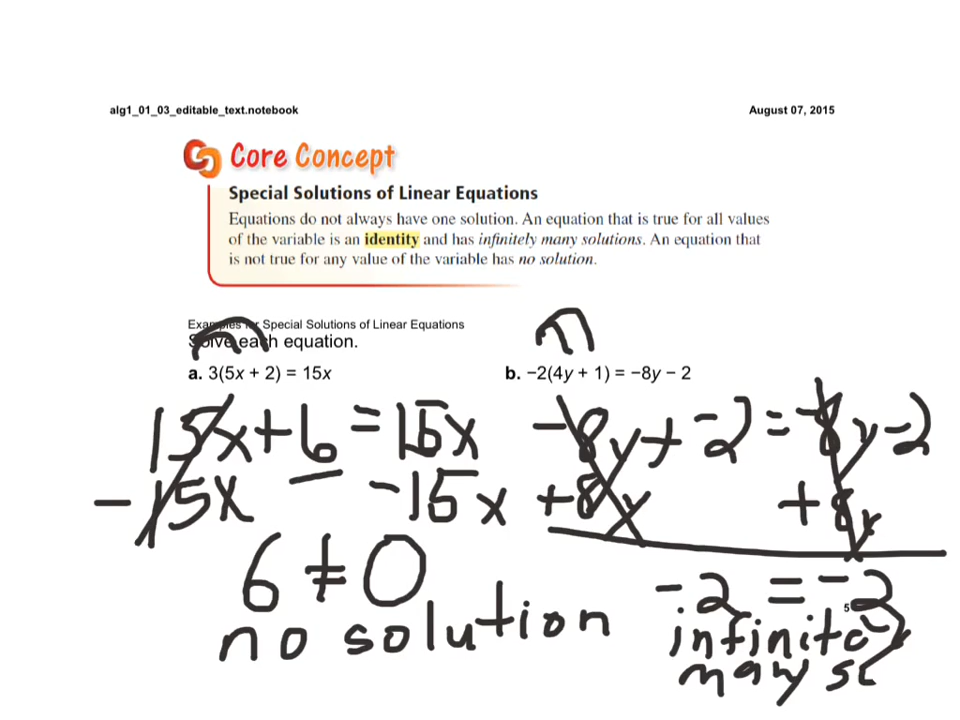 alg1_01_03_editable_text.notebook August 07, 2015
Core Concept
Special Solutions of Linear Equations
Equations do not always have one solution. An equation that is true for all values
of the variable is an identity and has infinitely many solutions. An equation that
is not true for any value of the variable has no solution.
Examples for Special Solutions of Linear Equations
Solve each equation.
a. 3(5x + 2) = 15x b. −2(4y + 1) = −8y − 2
15x + 6 = 15x -8y + -2 = -8y - 2
- 15x - 15x + 8y + 8y
6 ≠ 0 -2 = -2
5
no solution infinite
many so